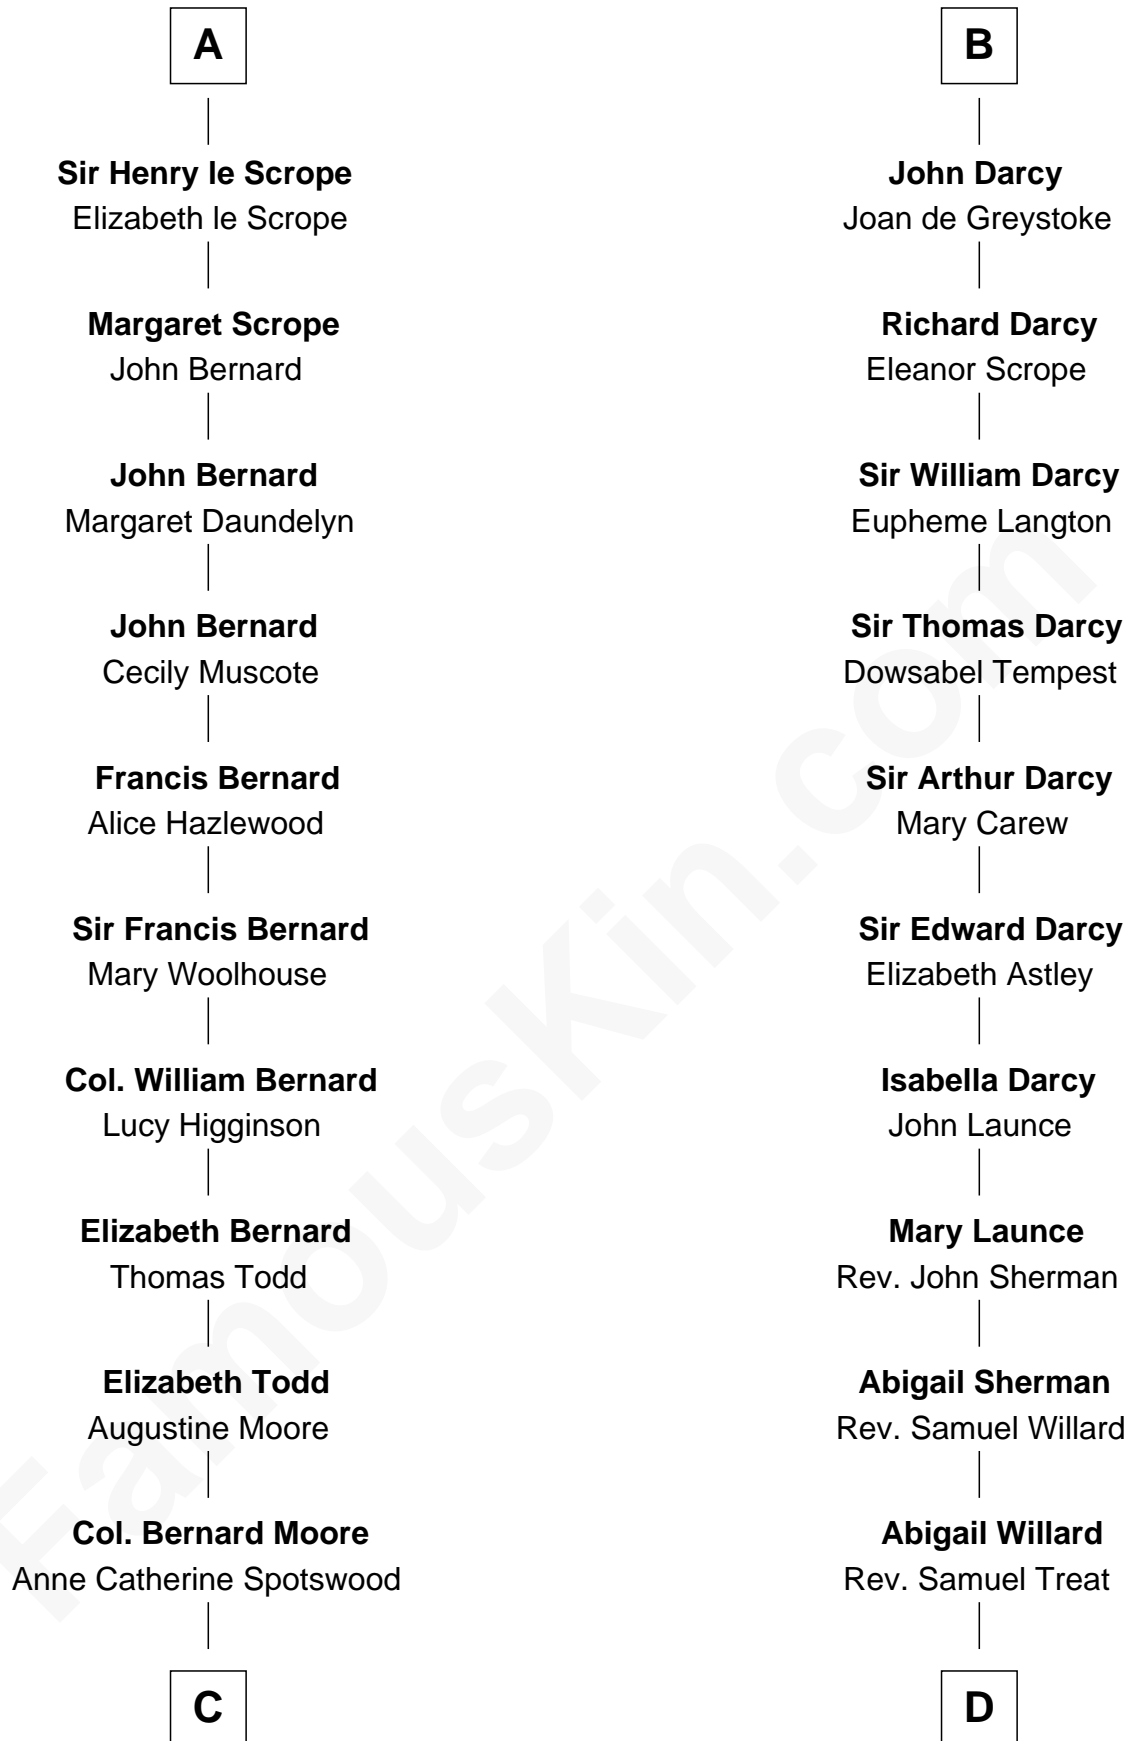 A
Sir Henry le Scrope
Elizabeth le Scrope
Margaret Scrope
John Bernard
John Bernard
Margaret Daundelyn
John Bernard
Cecily Muscote
Francis Bernard
Alice Hazlewood
Sir Francis Bernard
Mary Woolhouse
Col. William Bernard
Lucy Higginson
Elizabeth Bernard
Thomas Todd
Elizabeth Todd
Augustine Moore
Col. Bernard Moore
Anne Catherine Spotswood
C
B
John Darcy
Joan de Greystoke
Richard Darcy
Eleanor Scrope
Sir William Darcy
Eupheme Langton
Sir Thomas Darcy
Dowsabel Tempest
Sir Arthur Darcy
Mary Carew
Sir Edward Darcy
Elizabeth Astley
Isabella Darcy
John Launce
Mary Launce
Rev. John Sherman
Abigail Sherman
Rev. Samuel Willard
Abigail Willard
Rev. Samuel Treat
D
FamousKin.com